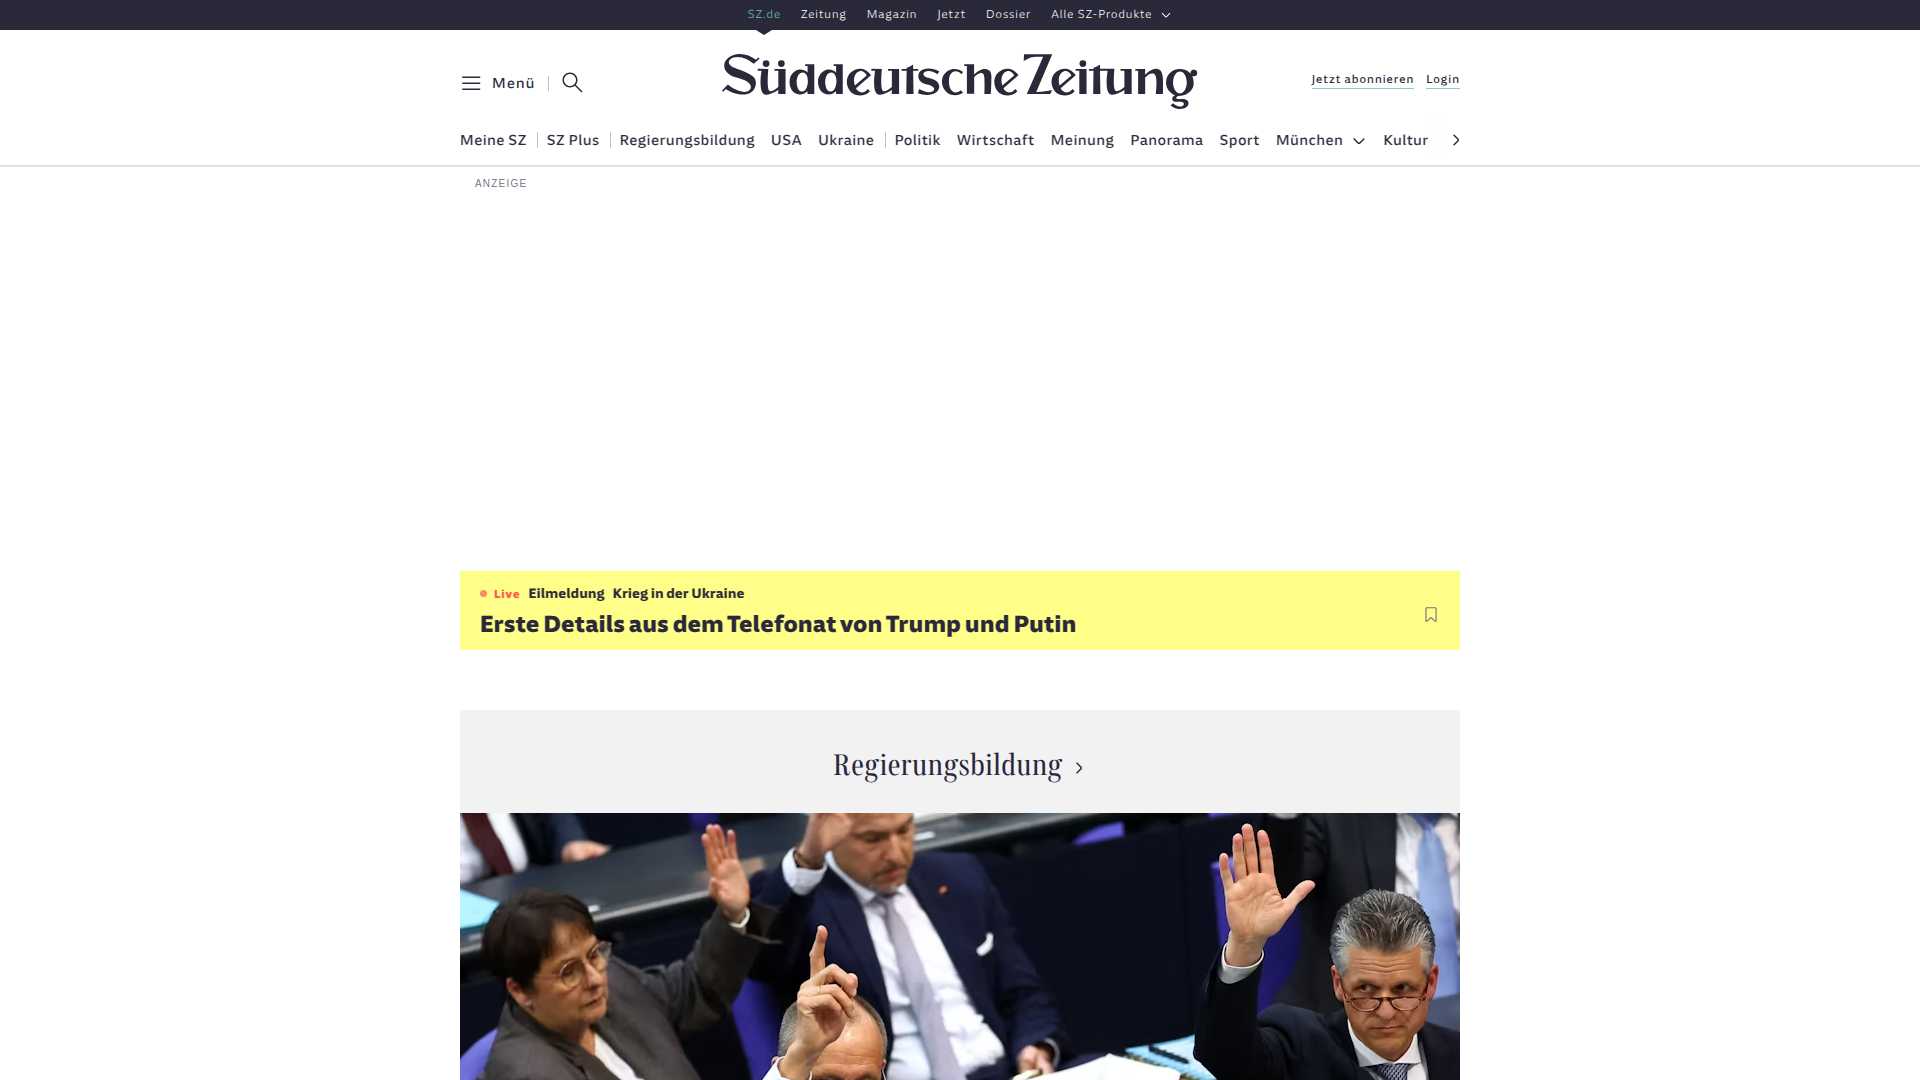 SZ.de Zeitung Magazin Jetzt Dossier Alle SZ-Produkte
Menü
Süddeutsche Zeitung
Jetzt abonnieren Login
Meine SZ SZ Plus Regierungsbildung USA Ukraine Politik Wirtschaft Meinung Panorama Sport München Kultur
ANZEIGE
Live Eilmeldung Krieg in der Ukraine
Erste Details aus dem Telefonat von Trump und Putin
Regierungsbildung